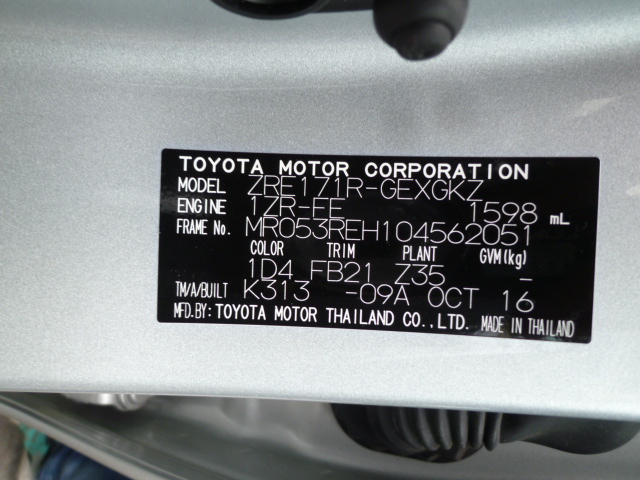 TOYOTA MOTOR CORPORATION
MODEL ZRE171R-GEXGKZ
ENGINE 1ZR-FE 1598 mL
FRAME No. MR053REH104562051
COLOR TRIM PLANT GVM(kg)
1D4 FB21 Z35 -
TM/A/BUILT K313 -09A OCT 16
MFD.BY: TOYOTA MOTOR THAILAND CO.,LTD. MADE IN THAILAND